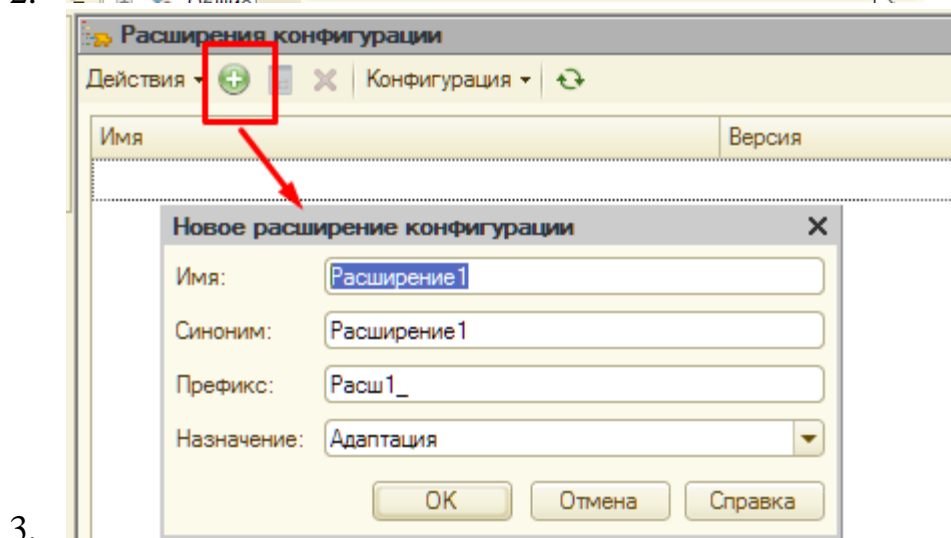 2.
Расширения конфигурации
Действия Конфигурация
Имя Версия
Новое расширение конфигурации
Имя: Расширение1
Синоним: Расширение1
Префикс: Расш1_
Назначение: Адаптация
OK Отмена Справка
3.